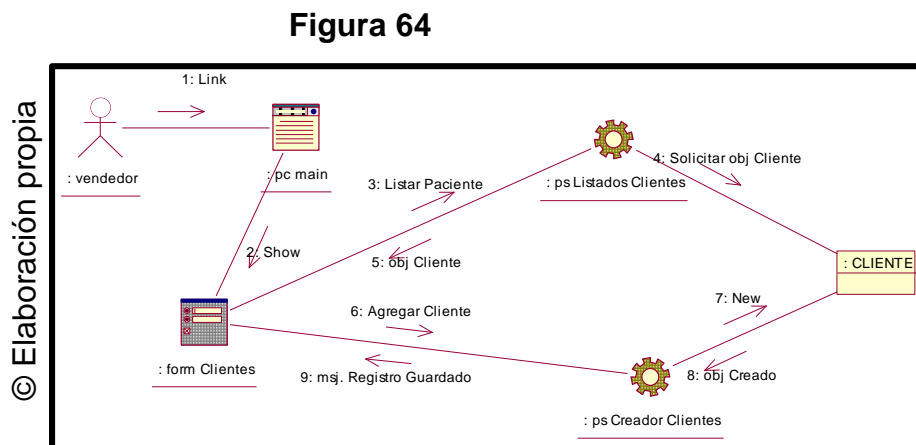 Figura 64
© Elaboración propia
1: Link
: vendedor
: pc main
2: Show
3: Listar Paciente
: ps Listados Clientes
4: Solicitar obj Cliente
5: obj Cliente
: CLIENTE
: form Clientes
6: Agregar Cliente
7: New
8: obj Creado
9: msj. Registro Guardado
: ps Creador Clientes